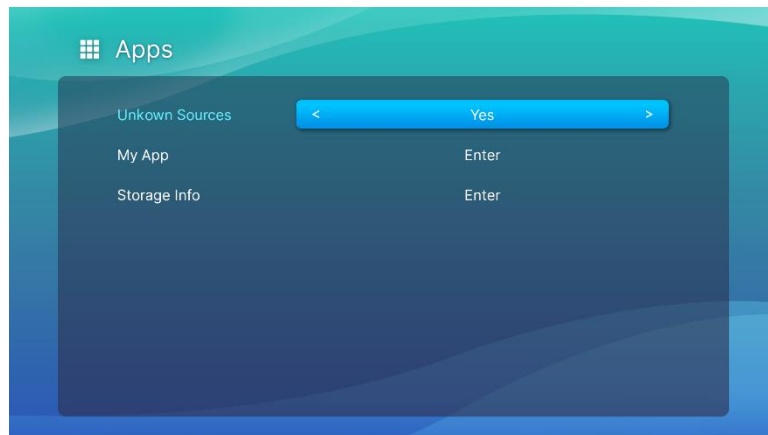 Apps
Unkown Sources < Yes >
My App Enter
Storage Info Enter